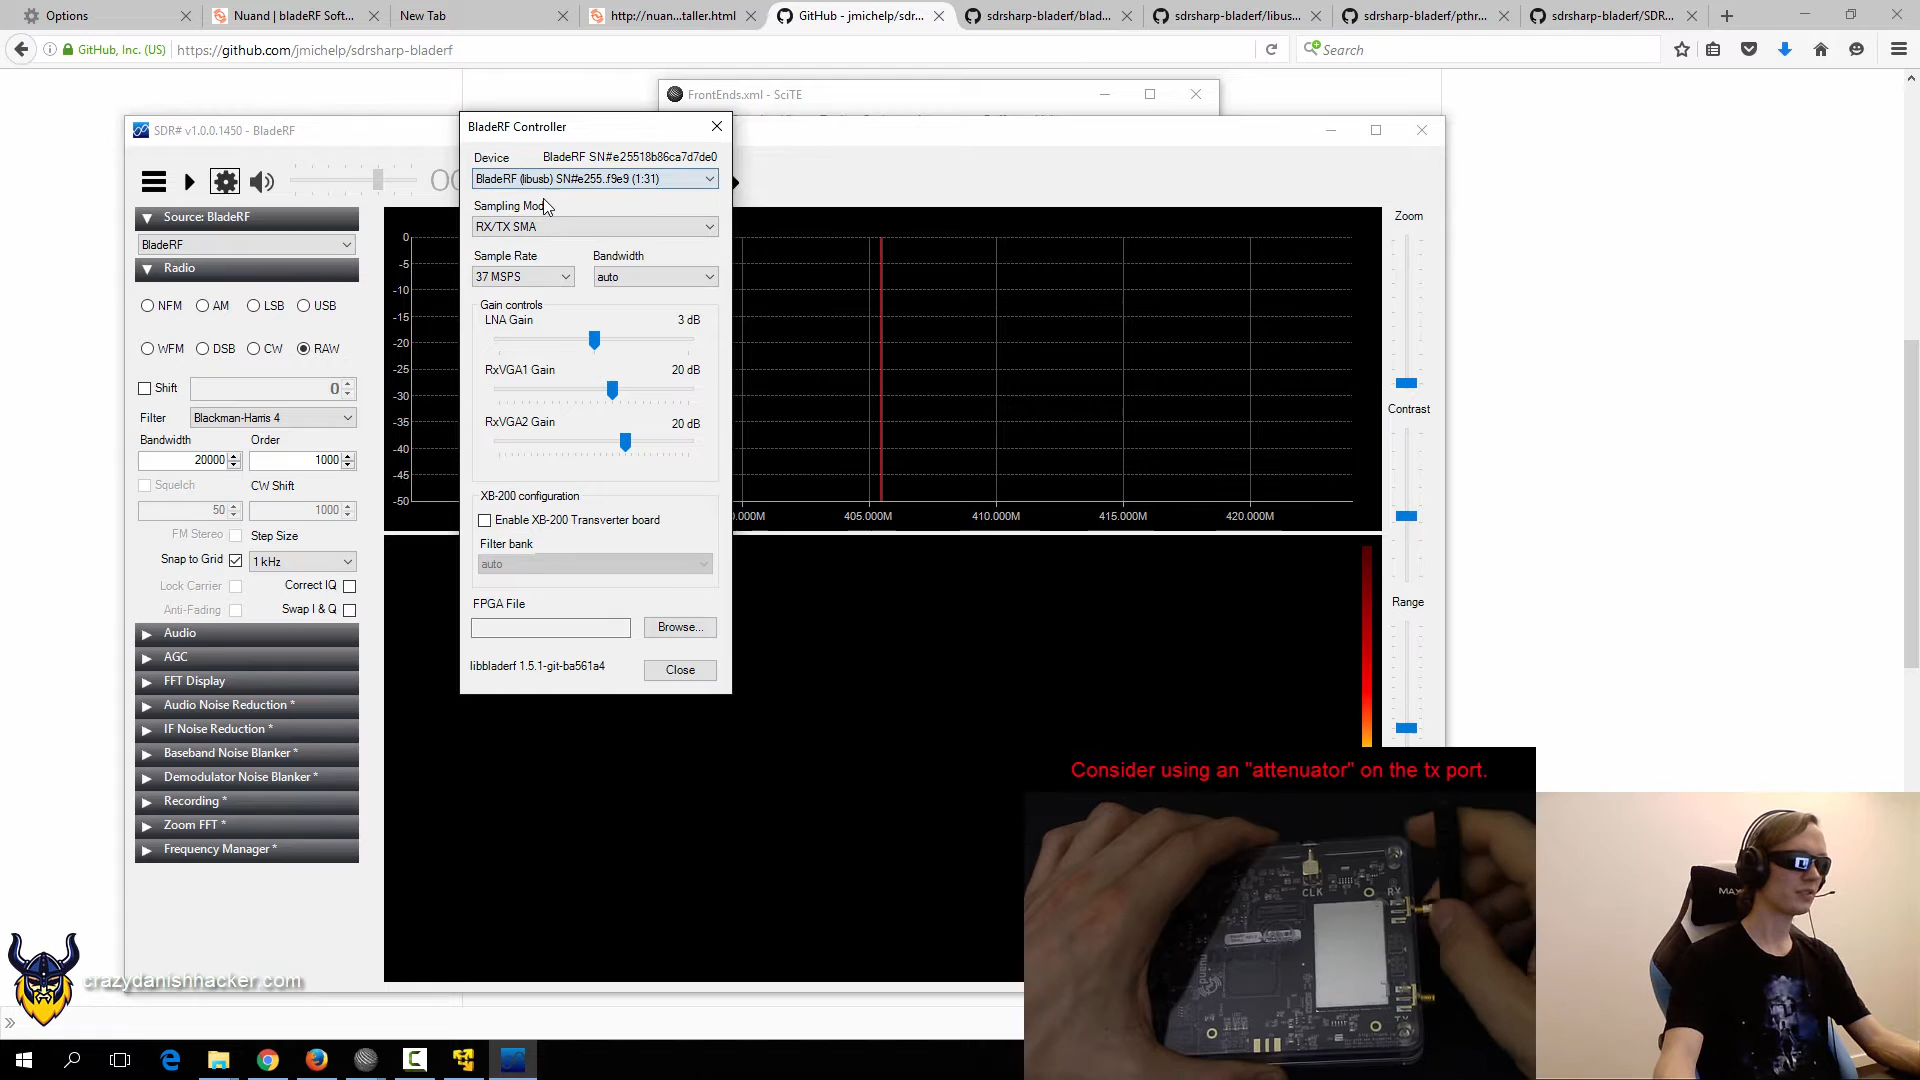 Options
Nuand | bladeRF Soft...
New Tab
http://nuan...taller.html
GitHub - jmichelp/sdr...
sdrsharp-bladerf/blad...
sdrsharp-bladerf/libus...
sdrsharp-bladerf/pthr...
sdrsharp-bladerf/SDR...
GitHub, Inc. (US)
https://github.com/jmichelp/sdrsharp-bladerf
Search
FrontEnds.xml - SciTE
SDR# v1.0.0.1450 - BladeRF
BladeRF Controller
Device
BladeRF SN#e25518b86ca7d7de0
BladeRF (libusb) SN#e255..f9e9 (1:31)
Sampling Mod
RX/TX SMA
Sample Rate
Bandwidth
37 MSPS
auto
Gain controls
LNA Gain
3 dB
RxVGA1 Gain
20 dB
RxVGA2 Gain
20 dB
XB-200 configuration
Enable XB-200 Transverter board
Filter bank
auto
FPGA File
Browse...
libbladerf 1.5.1-git-ba561a4
Close
Source: BladeRF
BladeRF
Radio
NFM
AM
LSB
USB
WFM
DSB
CW
RAW
Shift
0
Filter
Blackman-Harris 4
Bandwidth
Order
20000
1000
Squelch
CW Shift
50
1000
FM Stereo
Step Size
Snap to Grid
1 kHz
Lock Carrier
Correct IQ
Anti-Fading
Swap I & Q
Audio
AGC
FFT Display
Audio Noise Reduction *
IF Noise Reduction *
Baseband Noise Blanker *
Demodulator Noise Blanker *
Recording *
Zoom FFT *
Frequency Manager *
0
-5
-10
-15
-20
-25
-30
-35
-40
-45
-50
405.000M
410.000M
415.000M
420.000M
Zoom
Contrast
Range
Consider using an "attenuator" on the tx port.
CLK
RX
nuand
crazydanishhacker.com